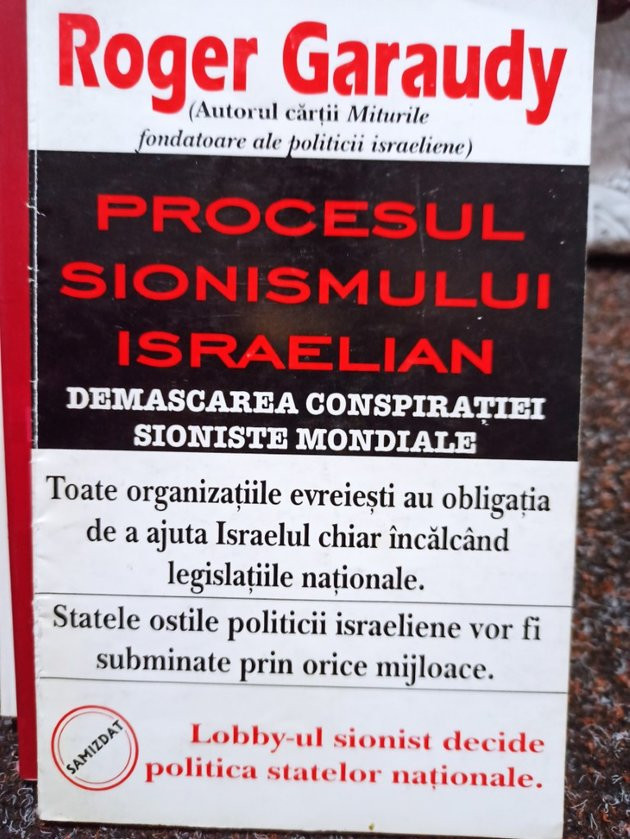 Roger Garaudy
(Autorul cărții Miturile
fondatoare ale politicii israeliene)
PROCESUL
SIONISMULUI
ISRAELIAN
DEMASCAREA CONSPIRAȚIEI
SIONISTE MONDIALE
Toate organizațiile evreiești au obligația
de a ajuta Israelul chiar încălcând
legislațiile naționale.
Statele ostile politicii israeliene vor fi
subminate prin orice mijloace.
SAMIZDAT
Lobby-ul sionist decide
politica statelor naționale.